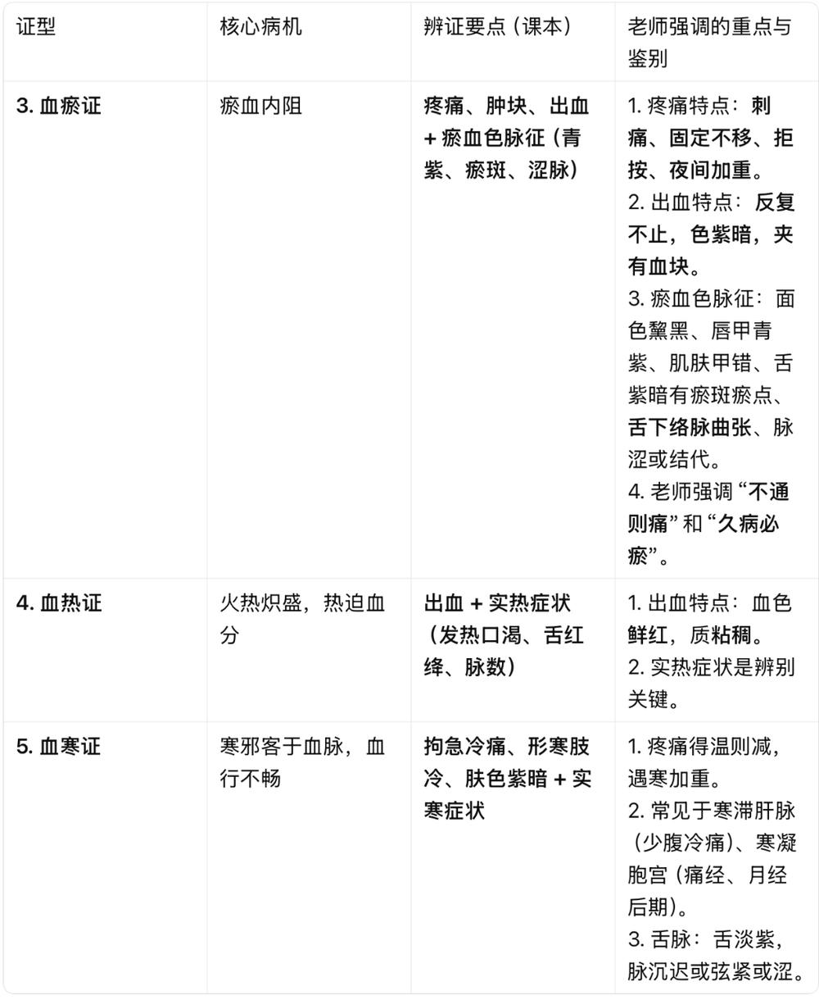 证型
核心病机
辨证要点（课本）
老师强调的重点与
鉴别
3. 血瘀证
瘀血内阻
疼痛、肿块、出血
+ 瘀血色脉征（青
紫、瘀斑、涩脉）
1. 疼痛特点：刺
痛、固定不移、拒
按、夜间加重。
2. 出血特点：反复
不止，色紫暗，夹
有血块。
3. 瘀血色脉征：面
色黧黑、唇甲青
紫、肌肤甲错、舌
紫暗有瘀斑瘀点、
舌下络脉曲张、脉
涩或结代。
4. 老师强调“不通
则痛”和“久病必
瘀”。
4. 血热证
火热炽盛，热迫血
分
出血 + 实热症状
（发热口渴、舌红
绛、脉数）
1. 出血特点：血色
鲜红，质粘稠。
2. 实热症状是辨别
关键。
5. 血寒证
寒邪客于血脉，血
行不畅
拘急冷痛、形寒肢
冷、肤色紫暗 + 实
寒症状
1. 疼痛得温则减，
遇寒加重。
2. 常见于寒滞肝脉
（少腹冷痛）、寒凝
胞宫（痛经、月经
后期）。
3. 舌脉：舌淡紫，
脉沉迟或弦紧或涩。